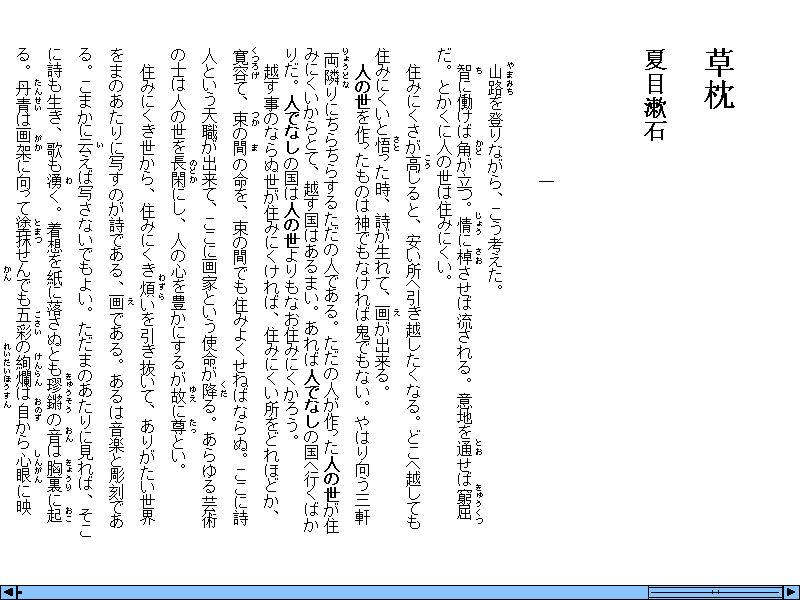 草枕
夏目漱石
一
山路を登りながら、こう考えた。
智に働けば角が立つ。情に棹させば流される。意地を通せば窮屈
だ。とかくに人の世は住みにくい。
住みにくさが高じると、安い所へ引き越したくなる。どこへ越しても
住みにくいと悟った時、詩が生れて、画が出来る。
人の世を作ったものは神でもなければ鬼でもない。やはり向う三軒
両隣りにちらちらするただの人である。ただの人が作った人の世が住
みにくいからとて、越す国はあるまい。あれば人でなしの国へ行くばか
りだ。人でなしの国は人の世よりもなお住みにくかろう。
越す事のならぬ世が住みにくければ、住みにくい所をどれほどか、
寛容て、束の間の命を、束の間でも住みよくせねばならぬ。ここに詩
人という天職が出来て、ここに画家という使命が降る。あらゆる芸術
の士は人の世を長閑にし、人の心を豊かにするが故に尊とい。
住みにくき世から、住みにくき煩いを引き抜いて、ありがたい世界
をまのあたりに写すのが詩である、画である。あるは音楽と彫刻であ
る。こまかに云えば写さないでもよい。ただまのあたりに見れば、そこ
に詩も生き、歌も湧く。着想を紙に落さぬとも璆鏘の音は胸裏に起
る。丹青は画架に向って塗抹せんでも五彩の絢爛は自から心眼に映